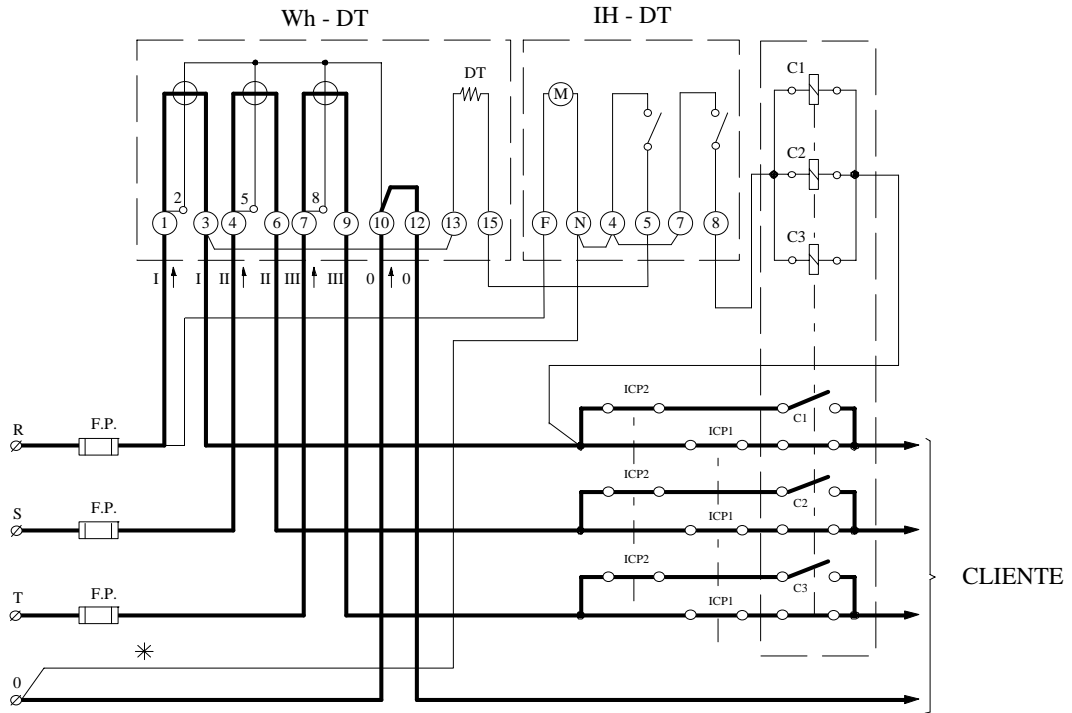 Wh - DT
IH - DT
DT
M
C1
C2
C3
2
5
8
1
3
4
6
7
9
10
12
13
15
F
N
4
5
7
8
I
I
II
II
III
III
0
0
R
F.P.
ICP2
C1
ICP1
S
F.P.
ICP2
C2
ICP1
T
F.P.
ICP2
C3
ICP1
0
CLIENTE